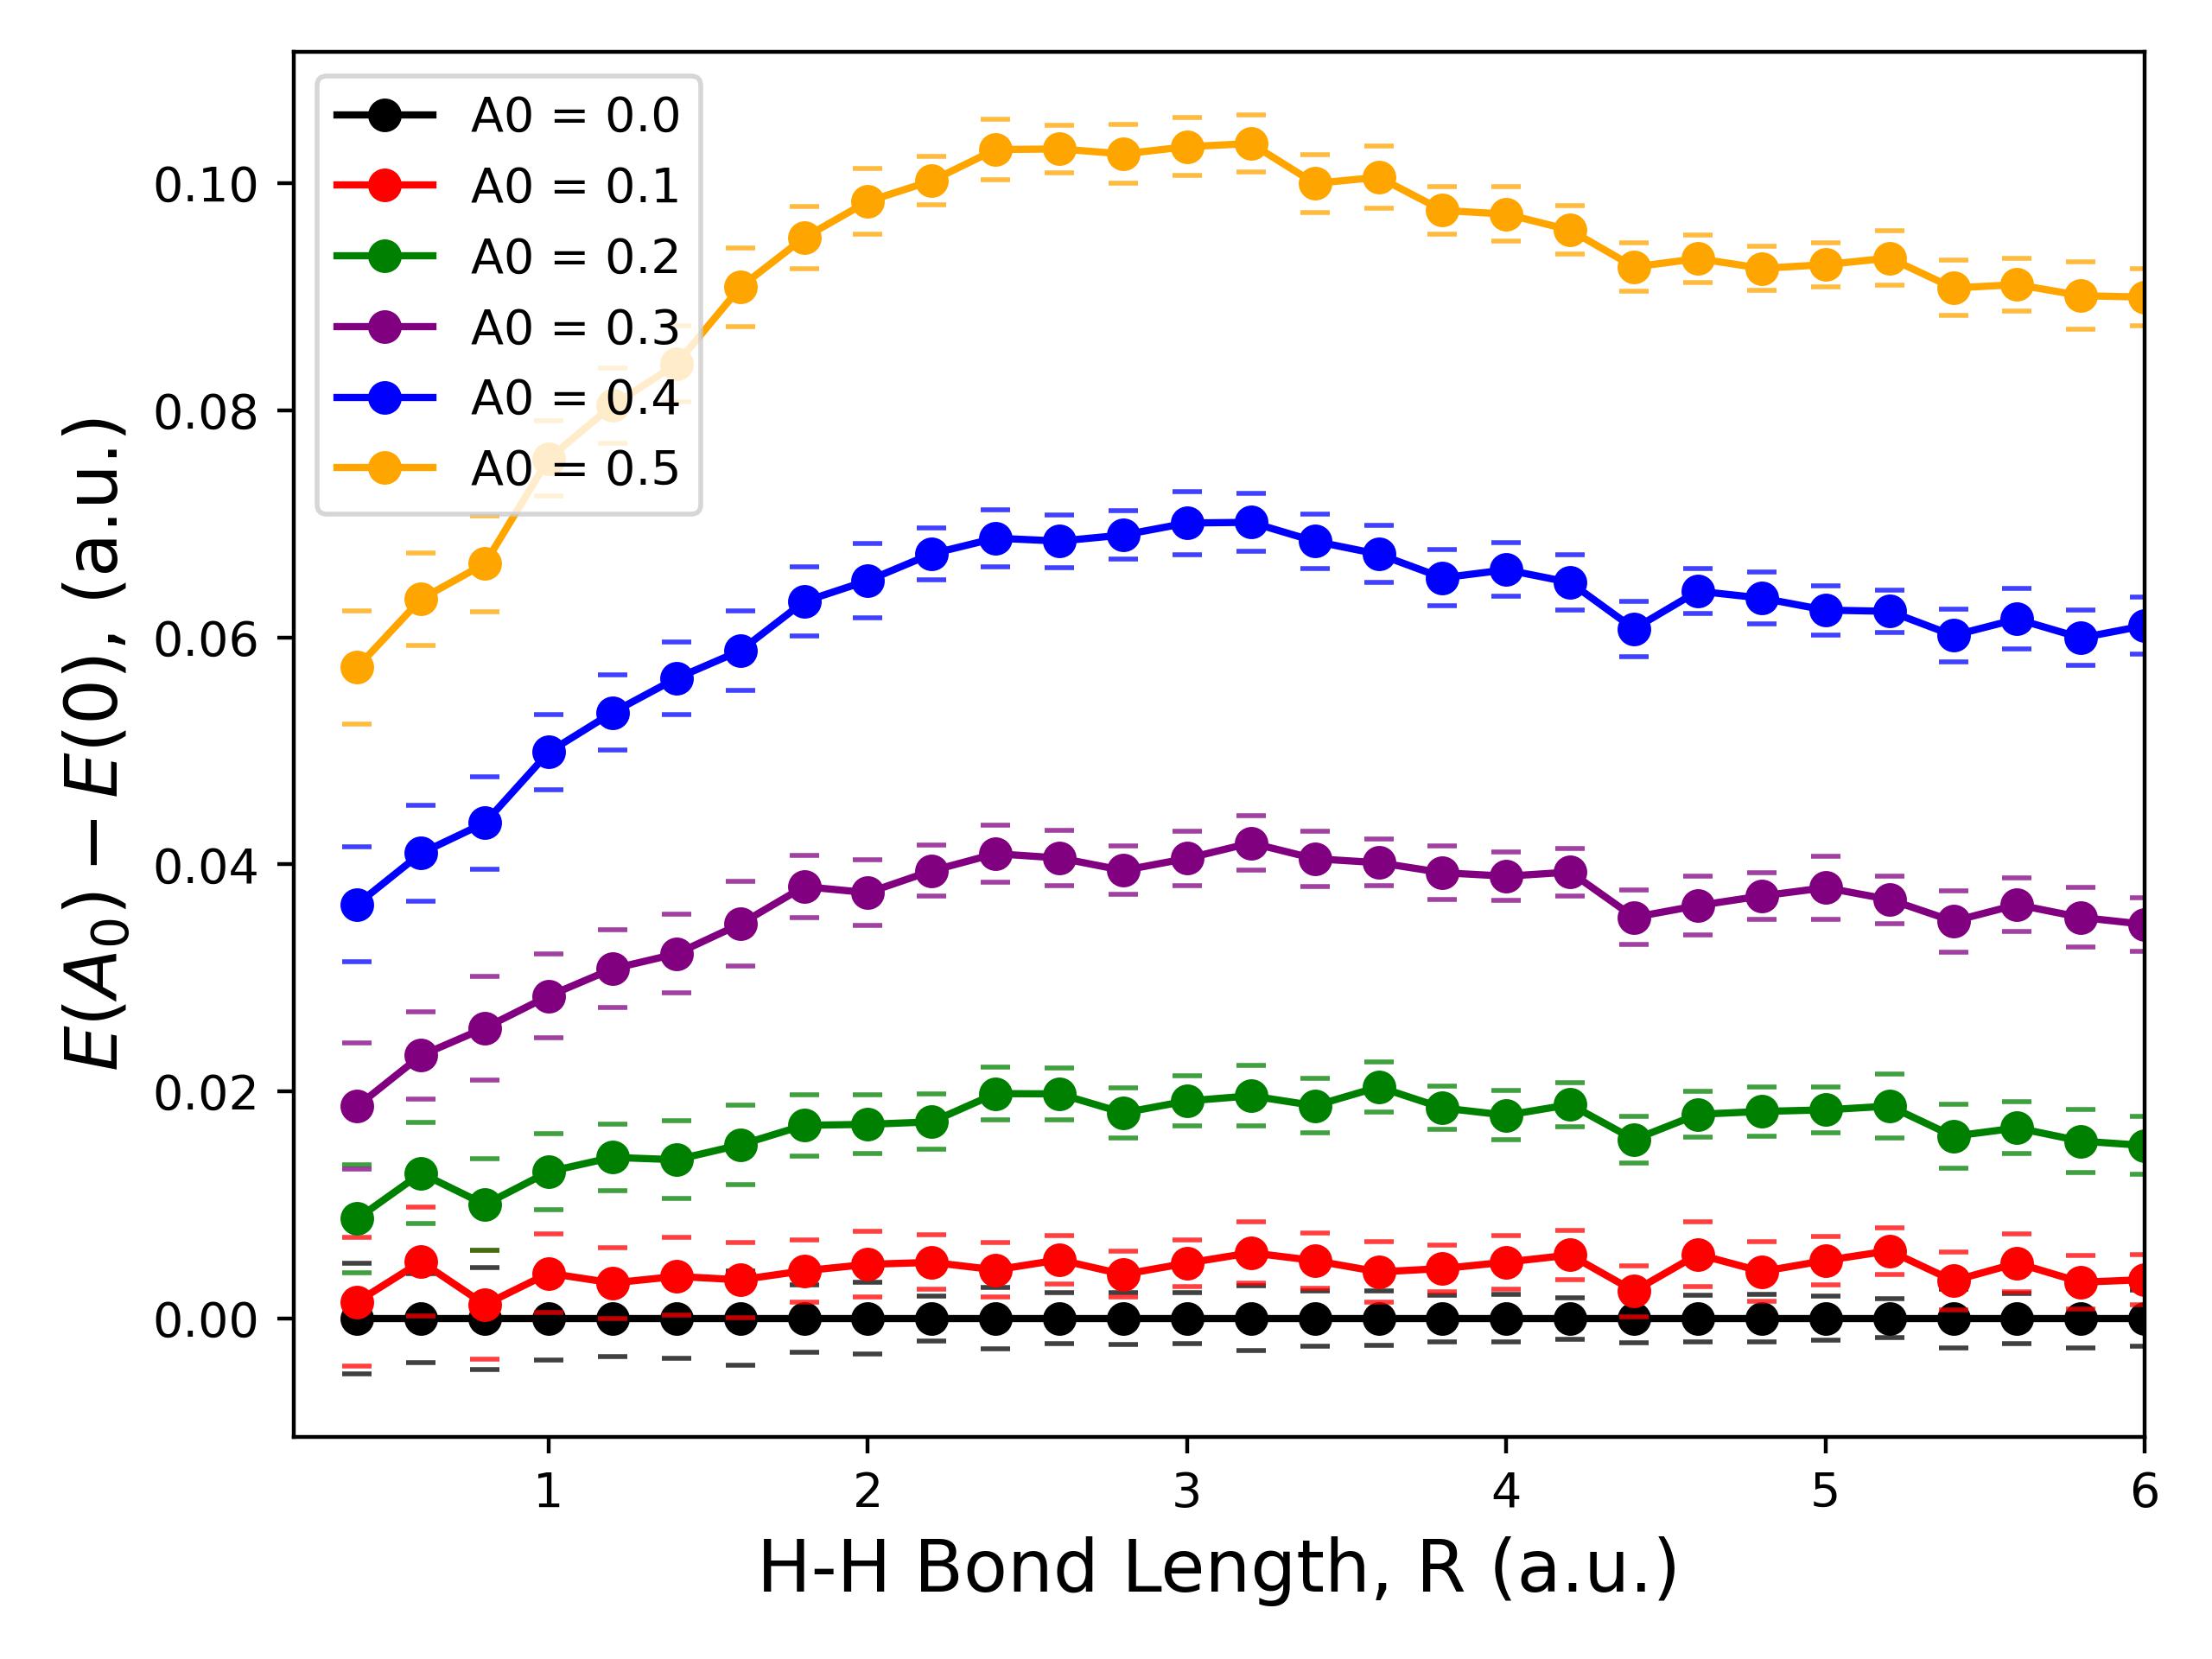 A0 = 0.0
A0 = 0.1
A0 = 0.2
A0 = 0.3
A0 = 0.4
A0 = 0.5
0.10
0.08
0.06
0.04
0.02
0.00
E(A₀) − E(0), (a.u.)
1 2 3 4 5 6
H-H Bond Length, R (a.u.)